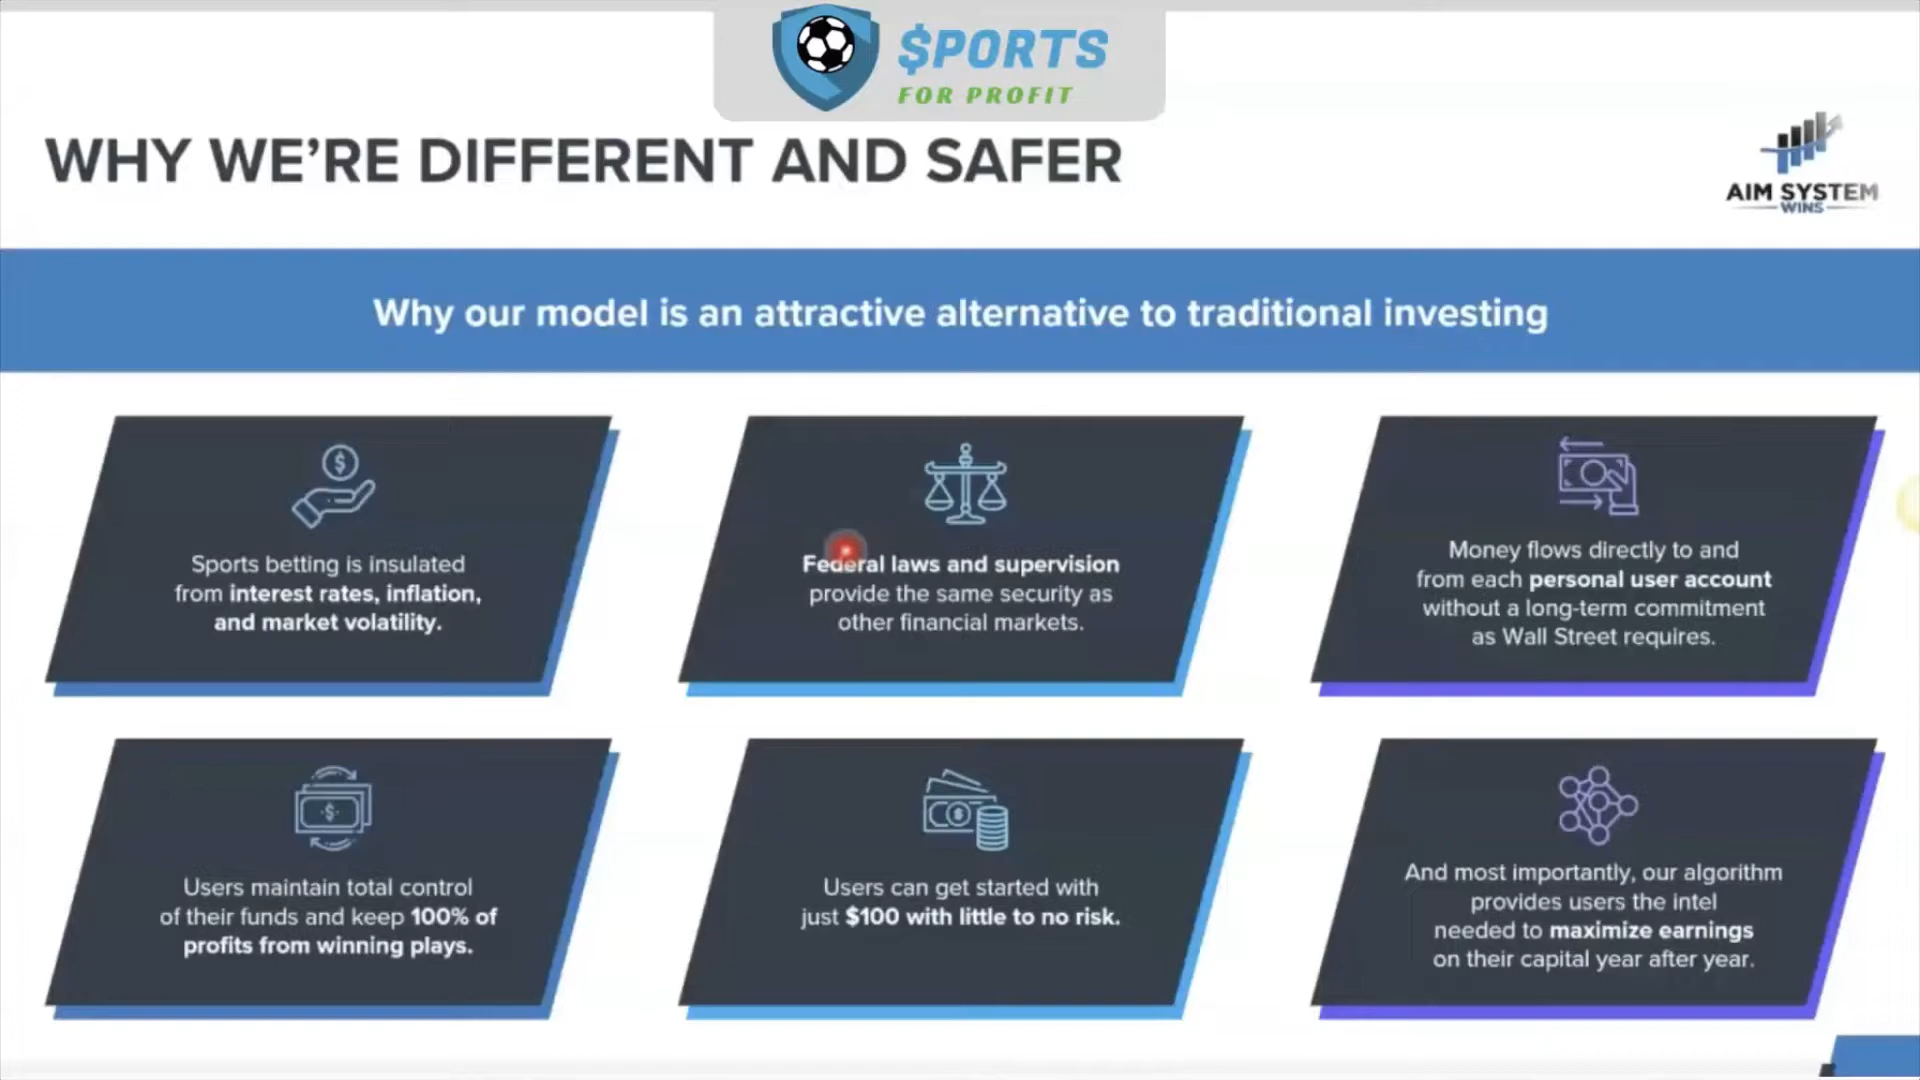 $PORTS
FOR PROFIT
WHY WE'RE DIFFERENT AND SAFER
AIM SYSTEM
WINS
Why our model is an attractive alternative to traditional investing
Sports betting is insulated
from interest rates, inflation,
and market volatility.
Federal laws and supervision
provide the same security as
other financial markets.
Money flows directly to and
from each personal user account
without a long-term commitment
as Wall Street requires.
Users maintain total control
of their funds and keep 100% of
profits from winning plays.
Users can get started with
just $100 with little to no risk.
And most importantly, our algorithm
provides users the intel
needed to maximize earnings
on their capital year after year.